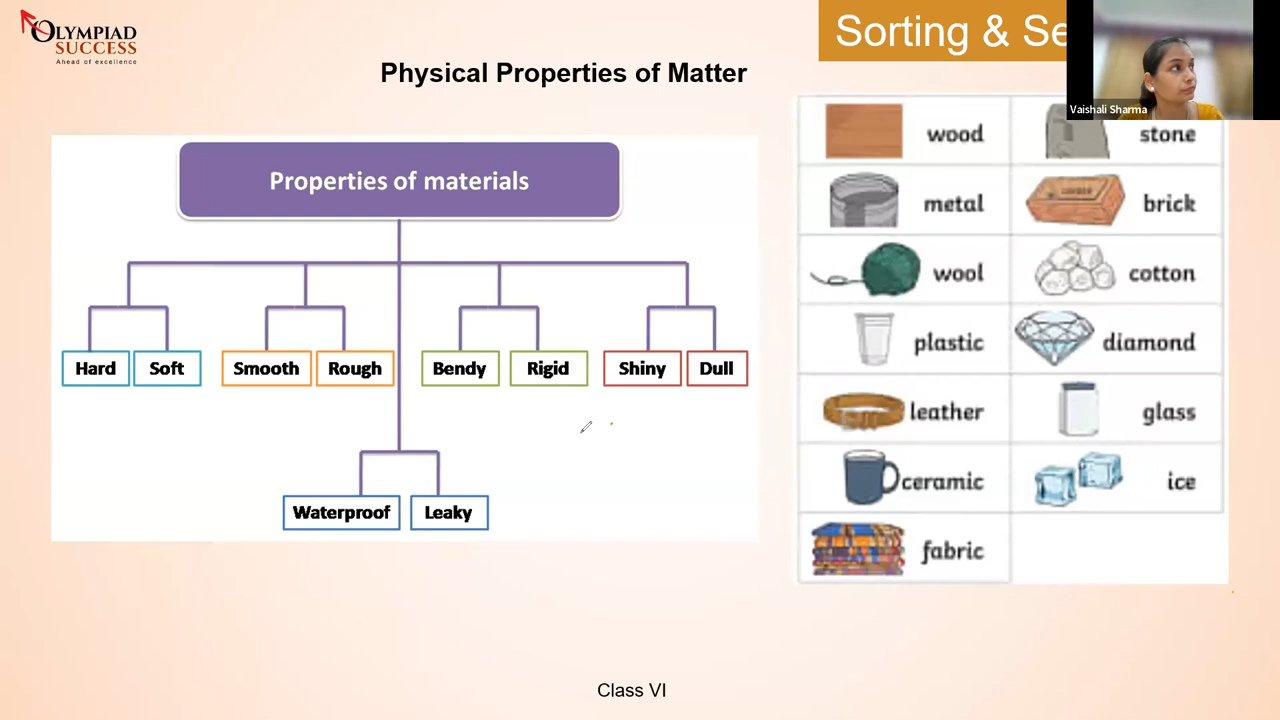 OLYMPIAD
SUCCESS
Ahead of excellence
Sorting & Se
Vaishali Sharma
Physical Properties of Matter
Properties of materials
Hard Soft Smooth Rough Bendy Rigid Shiny Dull
Waterproof Leaky
wood stone
metal brick
wool cotton
plastic diamond
leather glass
ceramic ice
fabric
Class VI